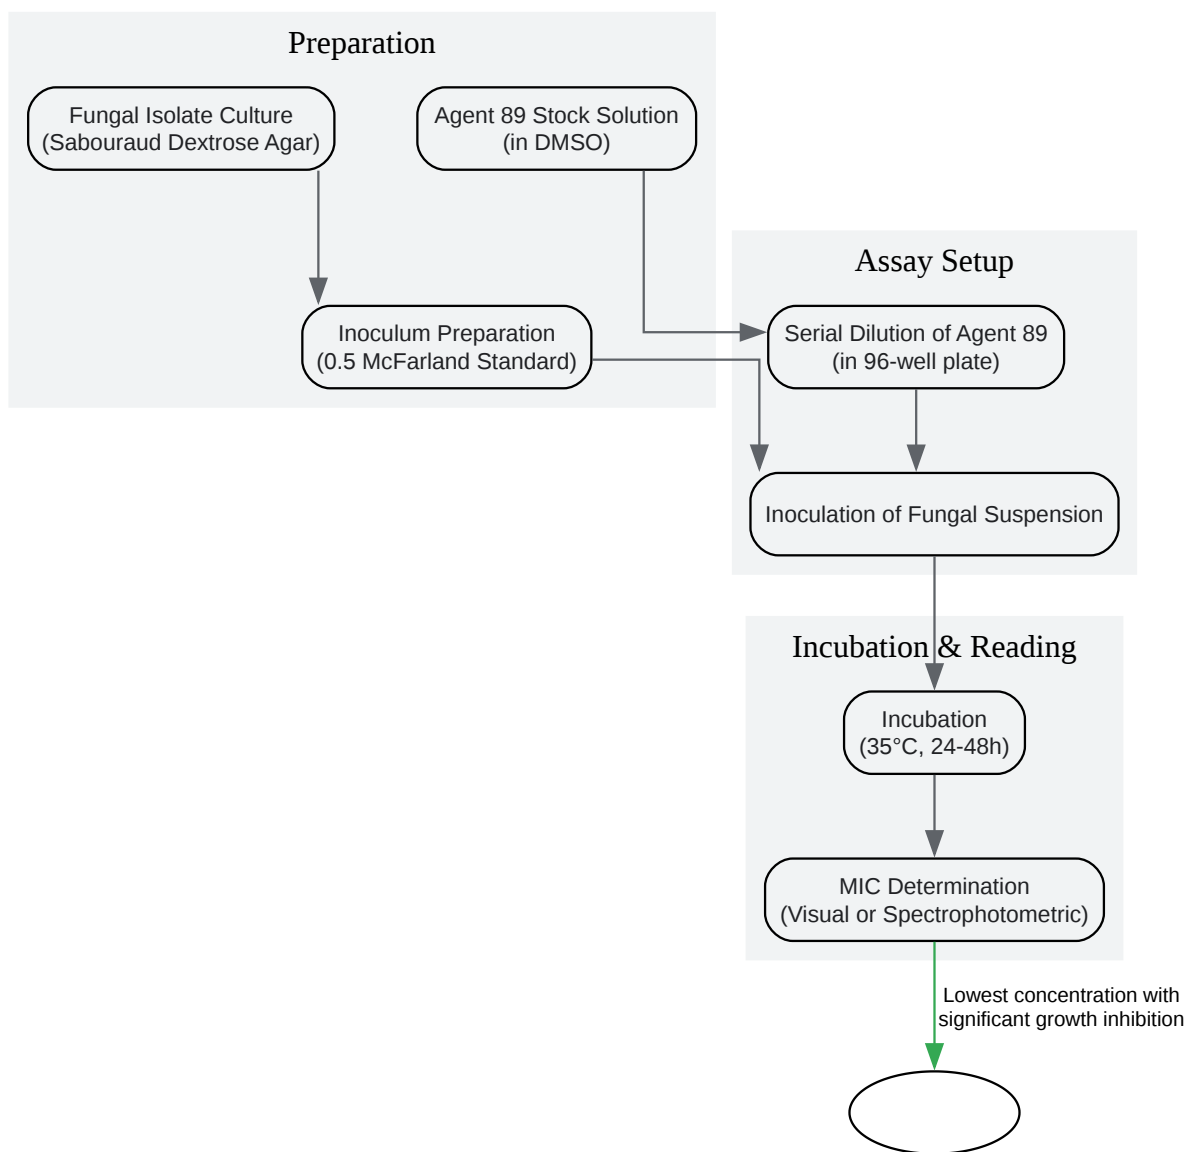 Preparation
Fungal Isolate Culture
(Sabouraud Dextrose Agar)
Agent 89 Stock Solution
(in DMSO)
Inoculum Preparation
(0.5 McFarland Standard)
Assay Setup
Serial Dilution of Agent 89
(in 96-well plate)
Inoculation of Fungal Suspension
Incubation & Reading
Incubation
(35°C, 24-48h)
MIC Determination
(Visual or Spectrophotometric)
Lowest concentration with
significant growth inhibition